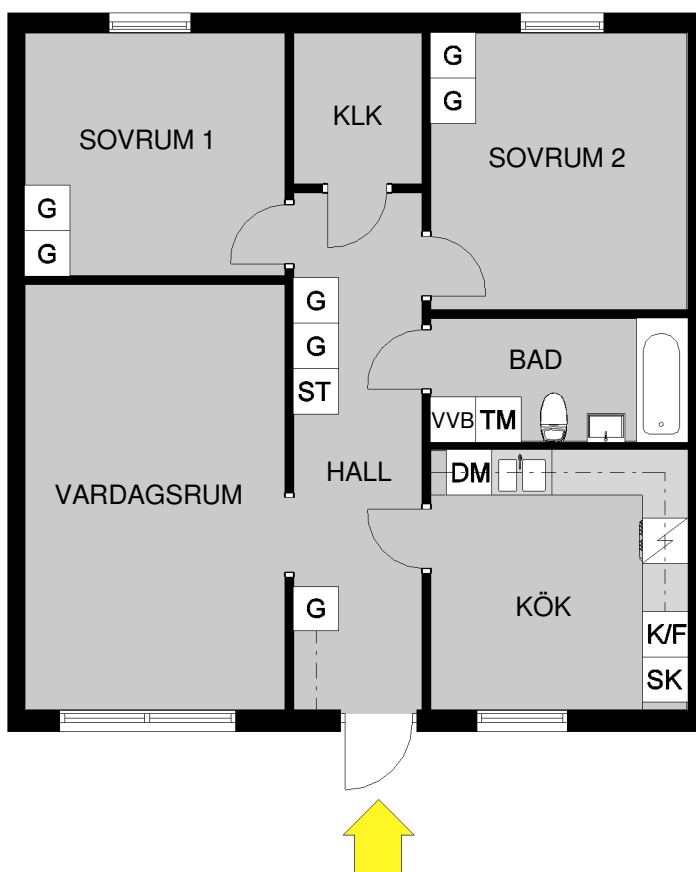 G
G
KLK
SOVRUM 1
SOVRUM 2
G
G
G
G
ST
BAD
VVB TM
HALL
DM
VARDAGSRUM
G
KÖK
K/F
SK